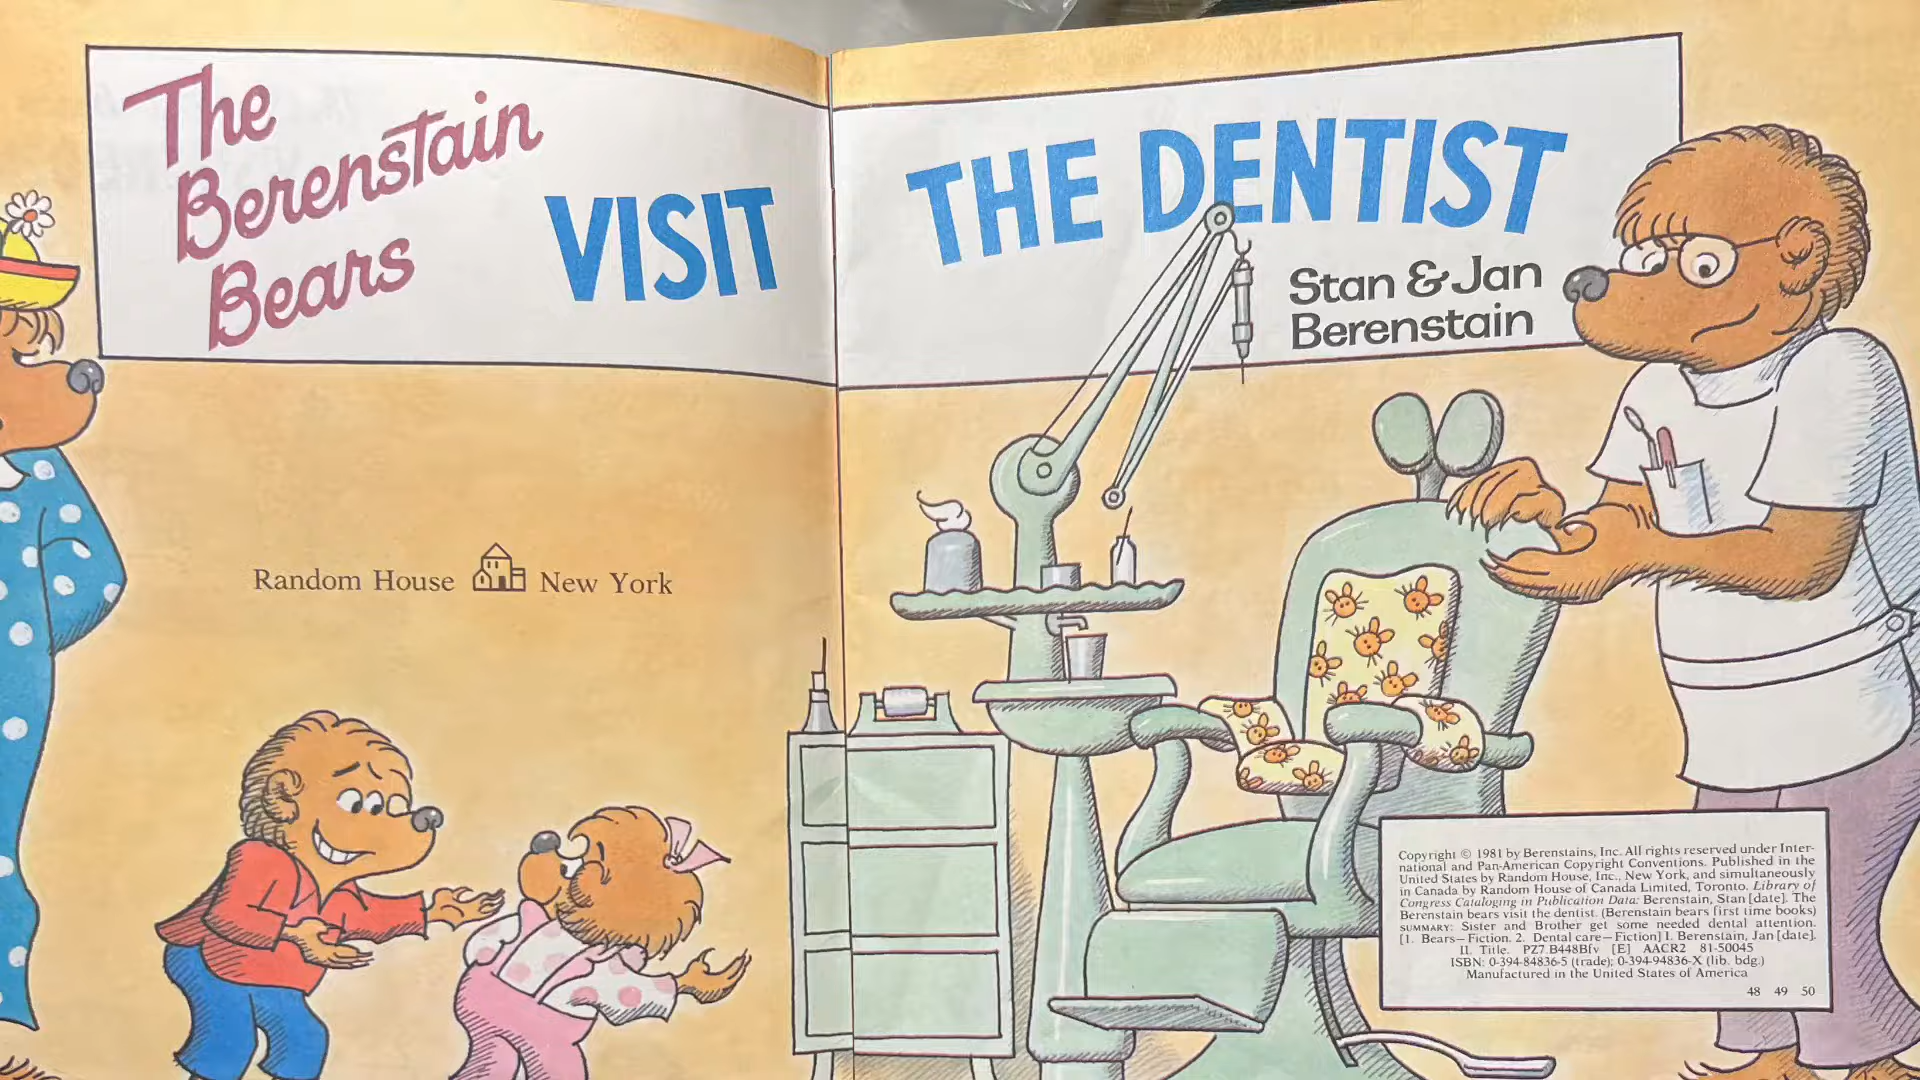 The
Berenstain
Bears
VISIT
THE DENTIST
Stan & Jan
Berenstain
Random House New York
Copyright © 1981 by Berenstains, Inc. All rights reserved under Inter-
national and Pan-American Copyright Conventions. Published in the
United States by Random House, Inc., New York, and simultaneously
in Canada by Random House of Canada Limited, Toronto. Library of
Congress Cataloging in Publication Data: Berenstain, Stan [date]. The
Berenstain bears visit the dentist. (Berenstain bears first time books)
SUMMARY: Sister and Brother get some needed dental attention.
[1. Bears—Fiction. 2. Dental care—Fiction] I. Berenstain, Jan [date].
II. Title. PZ7.B448Bfv [E] AACR2 81-50045
ISBN: 0-394-84836-5 (trade); 0-394-94836-X (lib. bdg.)
Manufactured in the United States of America
48 49 50